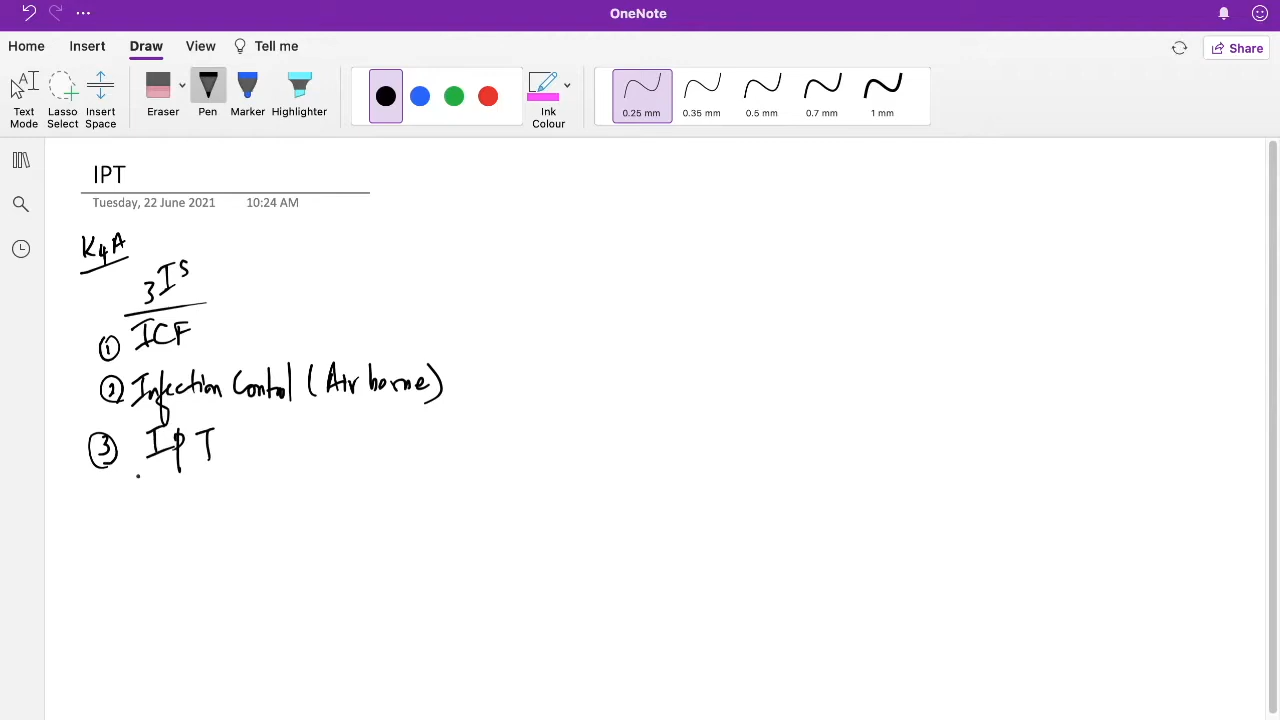 OneNote
Home Insert Draw View Tell me
Share
Text Mode
Lasso Select
Insert Space
Eraser
Pen
Marker
Highlighter
Ink Colour
0.25 mm
0.35 mm
0.5 mm
0.7 mm
1 mm
IPT
Tuesday, 22 June 2021 10:24 AM
K4A
3Is
① ICF
② Infection Control (Air borne)
③ IPT